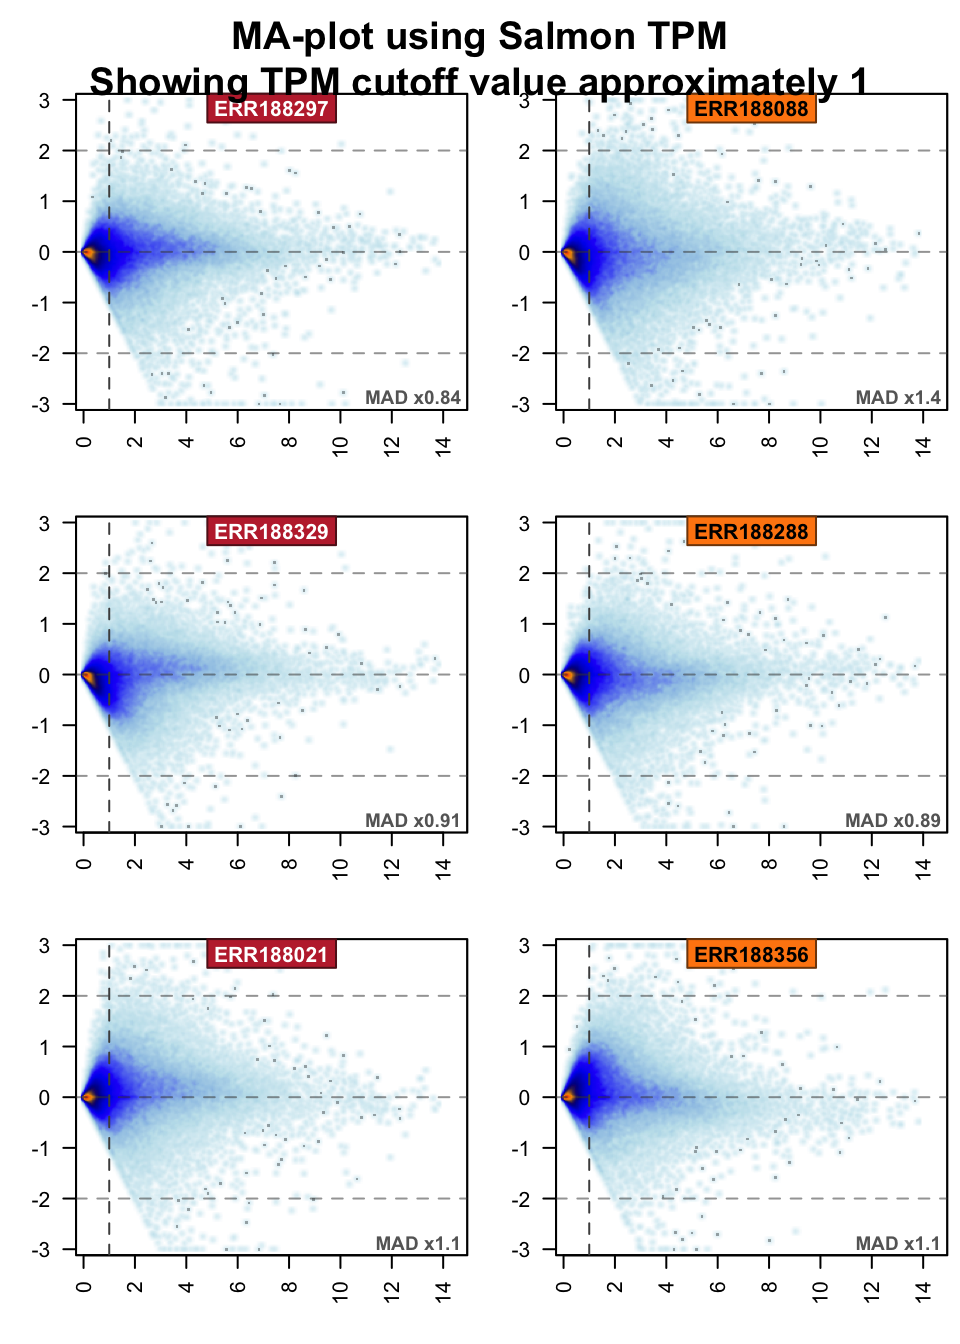 MA-plot using Salmon TPM
Showing TPM cutoff value approximately 1
ERR188297
3
2
1
0
-1
-2
-3
MAD x0.84
0 2 4 6 8 10 12 14
ERR188088
3
2
1
0
-1
-2
-3
MAD x1.4
0 2 4 6 8 10 12 14
ERR188329
3
2
1
0
-1
-2
-3
MAD x0.91
0 2 4 6 8 10 12 14
ERR188288
3
2
1
0
-1
-2
-3
MAD x0.89
0 2 4 6 8 10 12 14
ERR188021
3
2
1
0
-1
-2
-3
MAD x1.1
0 2 4 6 8 10 12 14
ERR188356
3
2
1
0
-1
-2
-3
MAD x1.1
0 2 4 6 8 10 12 14